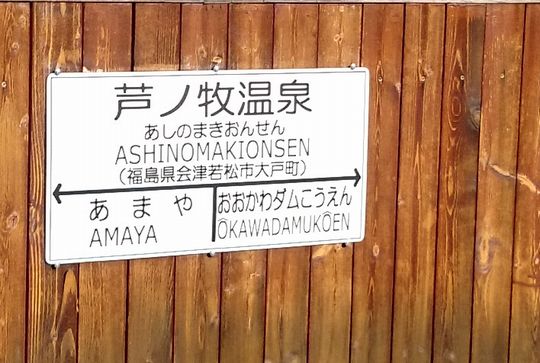 芦ノ牧温泉
あしのまきおんせん
ASHINOMAKIONSEN
(福島県会津若松市大戸町)
あまや
AMAYA
おおかわダムこうえん
ŌKAWADAMUKŌEN